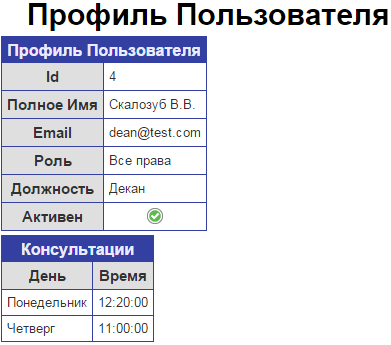 Профиль Пользователя
Профиль Пользователя
Id 4
Полное Имя Скалозуб В.В.
Email dean@test.com
Роль Все права
Должность Декан
Активен
Консультации
День Время
Понедельник 12:20:00
Четверг 11:00:00